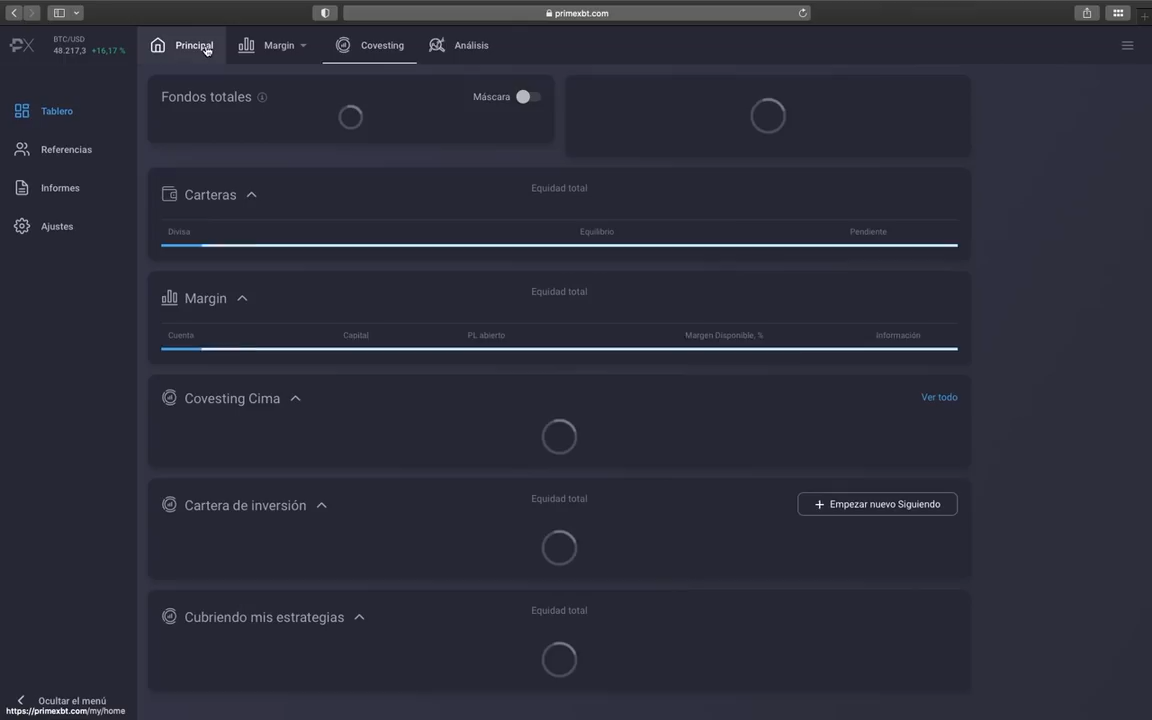 primexbt.com
BTC/USD
48.217,3 +16,17 %
Principal
Margin
Covesting
Análisis
Tablero
Referencias
Informes
Ajustes
Fondos totales
Máscara
Carteras
Equidad total
Divisa
Equilibrio
Pendiente
Margin
Equidad total
Cuenta
Capital
PL abierto
Margen Disponible, %
Información
Covesting Cima
Ver todo
Cartera de inversión
Equidad total
+ Empezar nuevo Siguiendo
Cubriendo mis estrategias
Equidad total
Ocultar el menú
https://primexbt.com/my/home